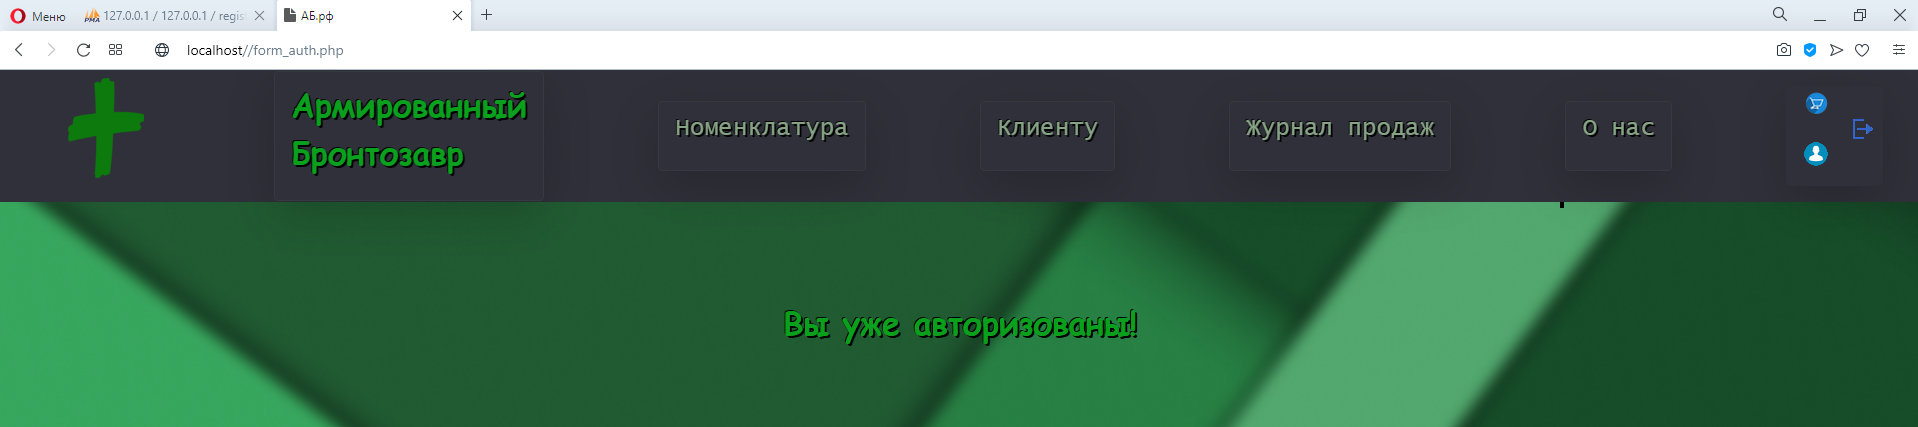 Меню
127.0.0.1 / 127.0.0.1 / regist
АБ.рф
localhost//form_auth.php
Армированный
Бронтозавр
Номенклатура
Клиенту
Журнал продаж
О нас
Вы уже авторизованы!